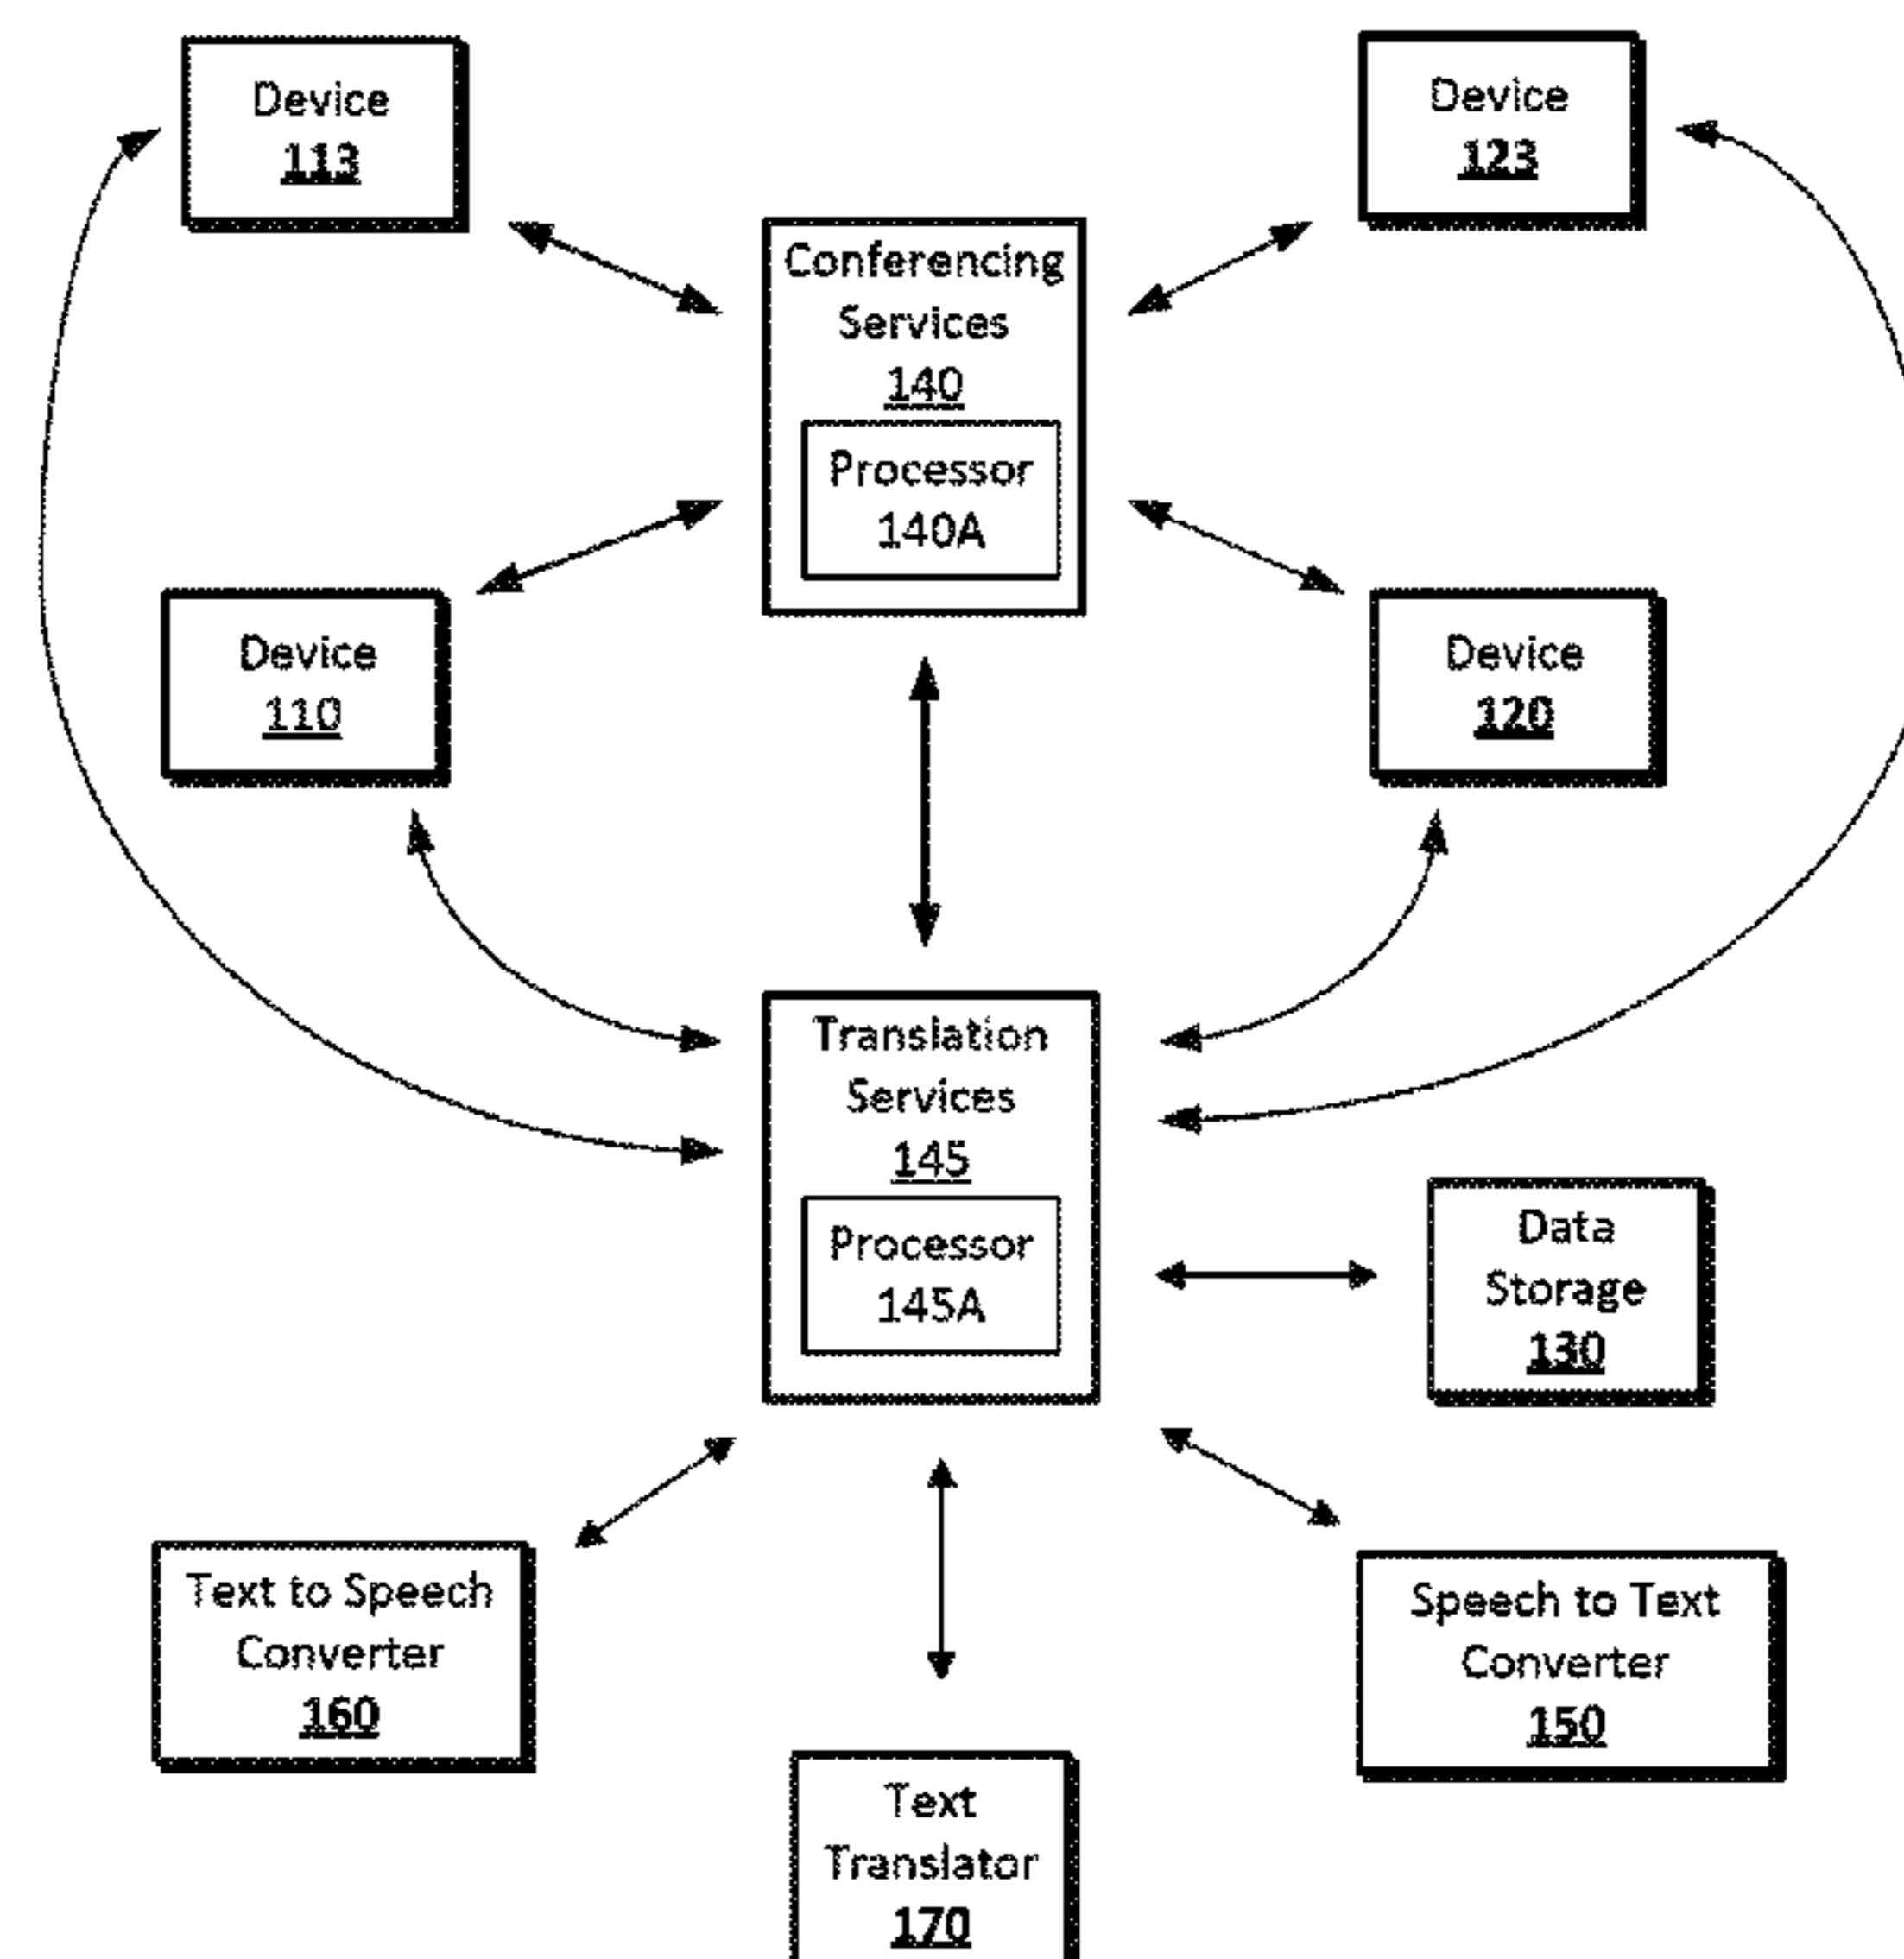 Device
113
Device
123
Conferencing
Services
140
Processor
140A
Device
110
Device
120
Translation
Services
145
Processor
145A
Data
Storage
130
Text to Speech
Converter
160
Speech to Text
Converter
150
Text
Translator
170